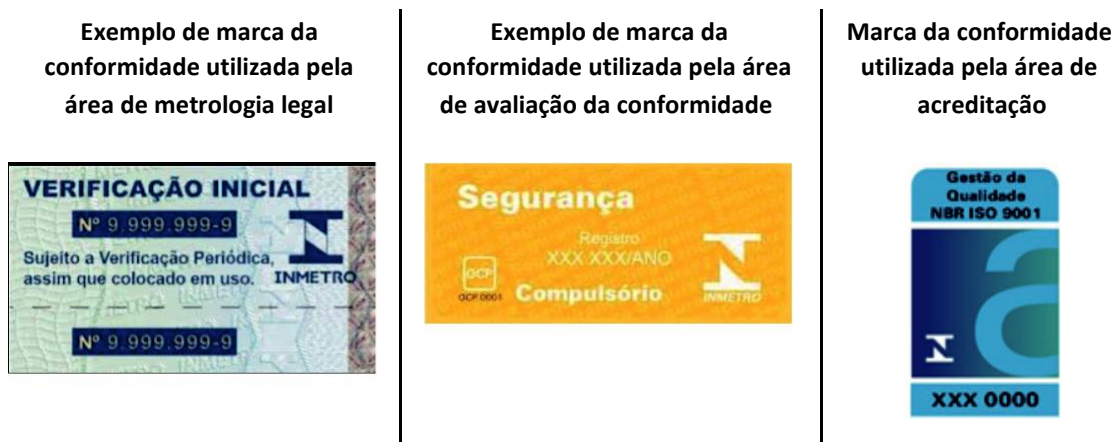 Exemplo de marca da
conformidade utilizada pela
área de metrologia legal
VERIFICAÇÃO INICIAL
Nº 9.999.999-9
Sujeito a Verificação Periódica,
assim que colocado em uso.
INMETRO
Nº 9.999.999-9
Exemplo de marca da
conformidade utilizada pela área
de avaliação da conformidade
Segurança
Registro
XXX XXX/ANO
OCP
OCP 0001
Compulsório
INMETRO
Marca da conformidade
utilizada pela área de
acreditação
Gestão da
Qualidade
NBR ISO 9001
XXX 0000